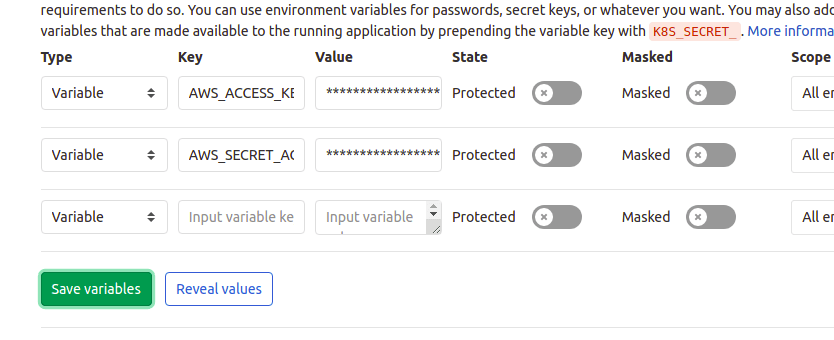 requirements to do so. You can use environment variables for passwords, secret keys, or whatever you want. You may also add
variables that are made available to the running application by prepending the variable key with K8S_SECRET_. More informa
Type Key Value State Scope
Variable AWS_ACCESS_KE ***************** Protected Masked All en
Variable AWS_SECRET_AC ***************** Protected Masked All en
Variable Input variable ke Input variable Protected Masked All en
Save variables Reveal values